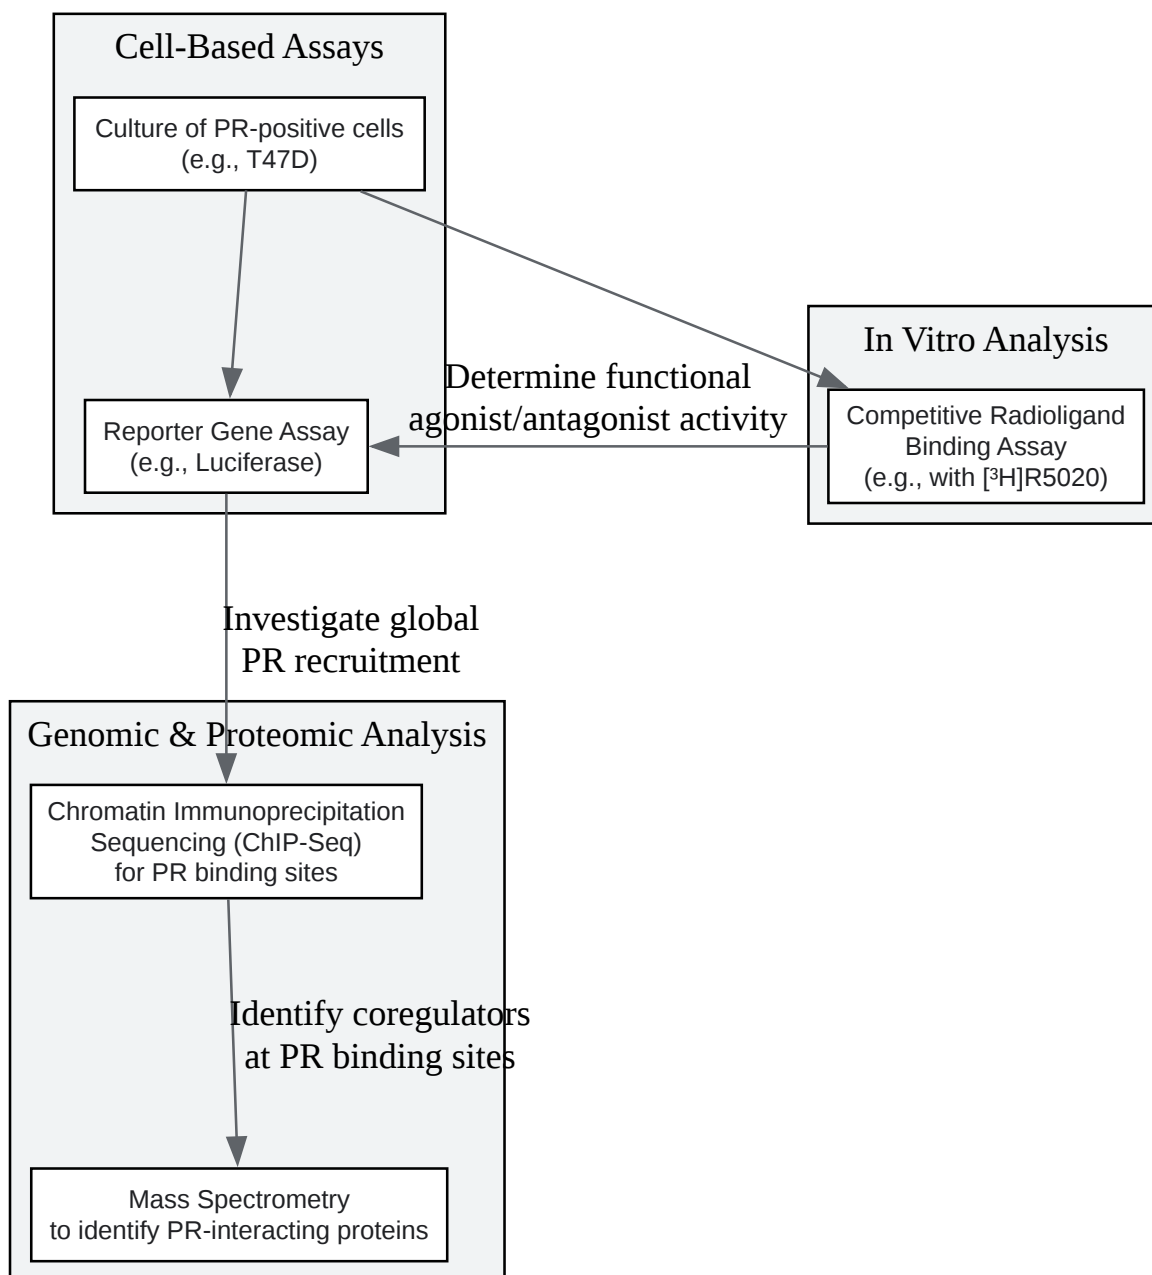 Cell-Based Assays
Culture of PR-positive cells
(e.g., T47D)
In Vitro Analysis
Determine functional
agonist/antagonist activity
Competitive Radioligand
Binding Assay
(e.g., with [³H]R5020)
Reporter Gene Assay
(e.g., Luciferase)
Investigate global
PR recruitment
Genomic & Proteomic Analysis
Chromatin Immunoprecipitation
Sequencing (ChIP-Seq)
for PR binding sites
Identify coregulators
at PR binding sites
Mass Spectrometry
to identify PR-interacting proteins